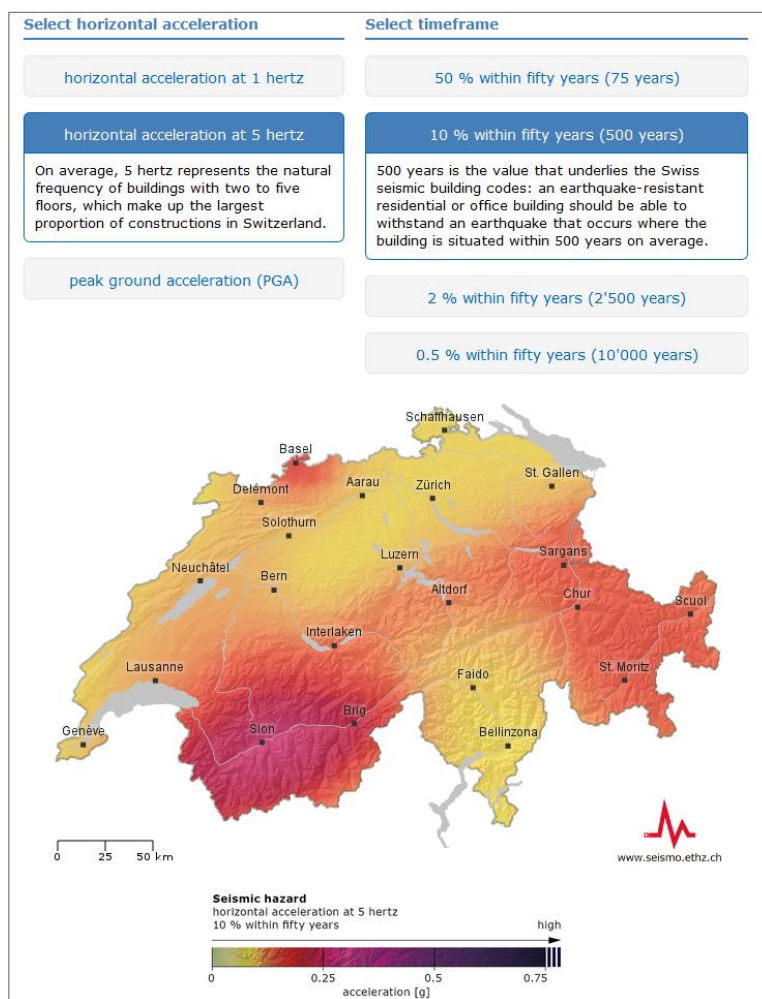 Select horizontal acceleration
Select timeframe
horizontal acceleration at 1 hertz
50 % within fifty years (75 years)
horizontal acceleration at 5 hertz
On average, 5 hertz represents the natural
frequency of buildings with two to five
floors, which make up the largest
proportion of constructions in Switzerland.
10 % within fifty years (500 years)
500 years is the value that underlies the Swiss
seismic building codes: an earthquake-resistant
residential or office building should be able to
withstand an earthquake that occurs where the
building is situated within 500 years on average.
peak ground acceleration (PGA)
2 % within fifty years (2'500 years)
0.5 % within fifty years (10'000 years)
Schaffhausen
Basel
St. Gallen
Aarau
Zürich
Delémont
Solothurn
Luzern
Sargans
Neuchâtel
Bern
Altdorf
Chur
Scuol
Interlaken
Lausanne
Faido
St. Moritz
Brig
Sion
Genève
Bellinzona
0 25 50 km
www.seismo.ethz.ch
Seismic hazard
horizontal acceleration at 5 hertz
10 % within fifty years
high
0 0.25 0.5 0.75
acceleration [g]